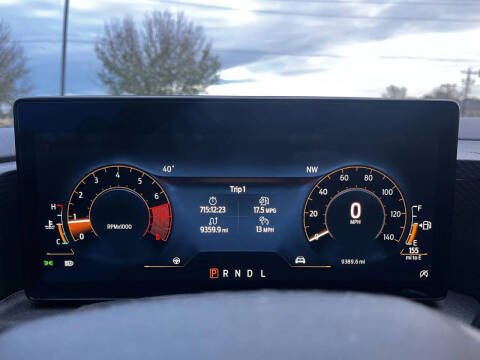 40° NW
Trip 1
715:12:23 17.5 MPG
9359.9 mi 13 MPH
H 0 1 2 3 4 5 6 7
RPMx1000
C
0 20 40 60 80 100 120 140
0
MPH
F
E
155
mi to E
P R N D L
9389.6 mi